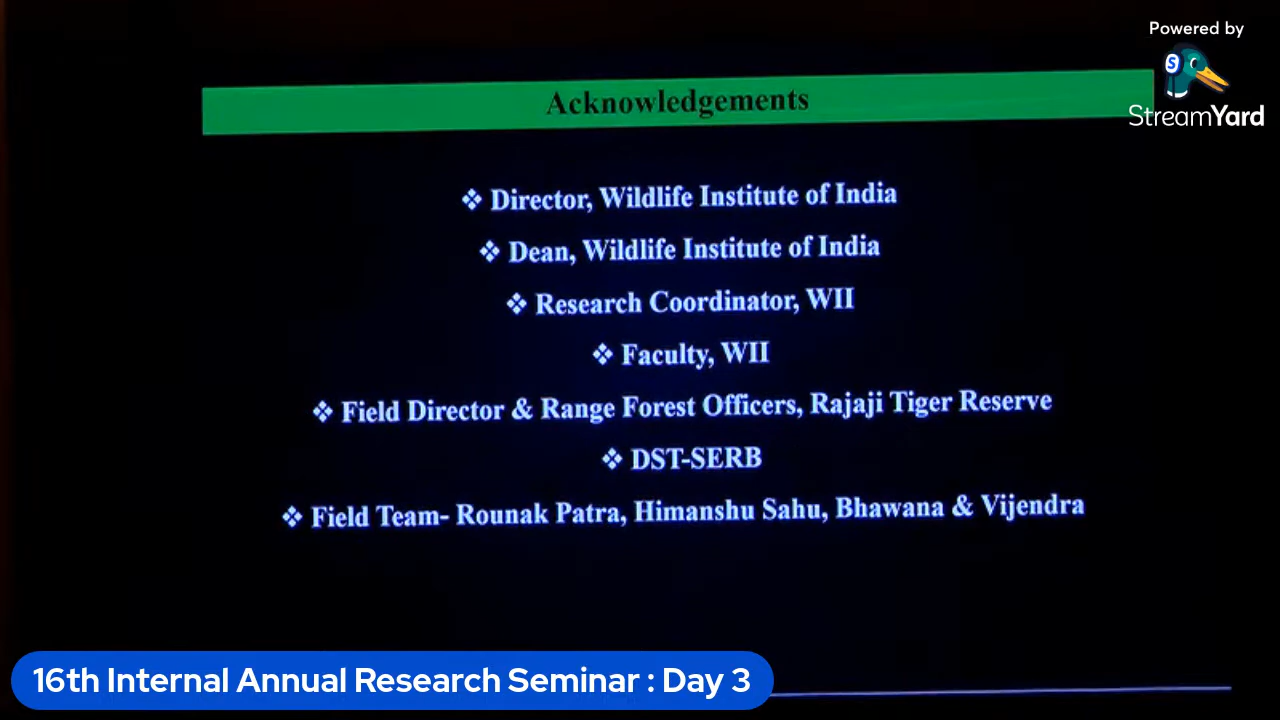 Powered by
StreamYard
Acknowledgements
❖ Director, Wildlife Institute of India
❖ Dean, Wildlife Institute of India
❖ Research Coordinator, WII
❖ Faculty, WII
❖ Field Director & Range Forest Officers, Rajaji Tiger Reserve
❖ DST-SERB
❖ Field Team- Rounak Patra, Himanshu Sahu, Bhawana & Vijendra
16th Internal Annual Research Seminar : Day 3